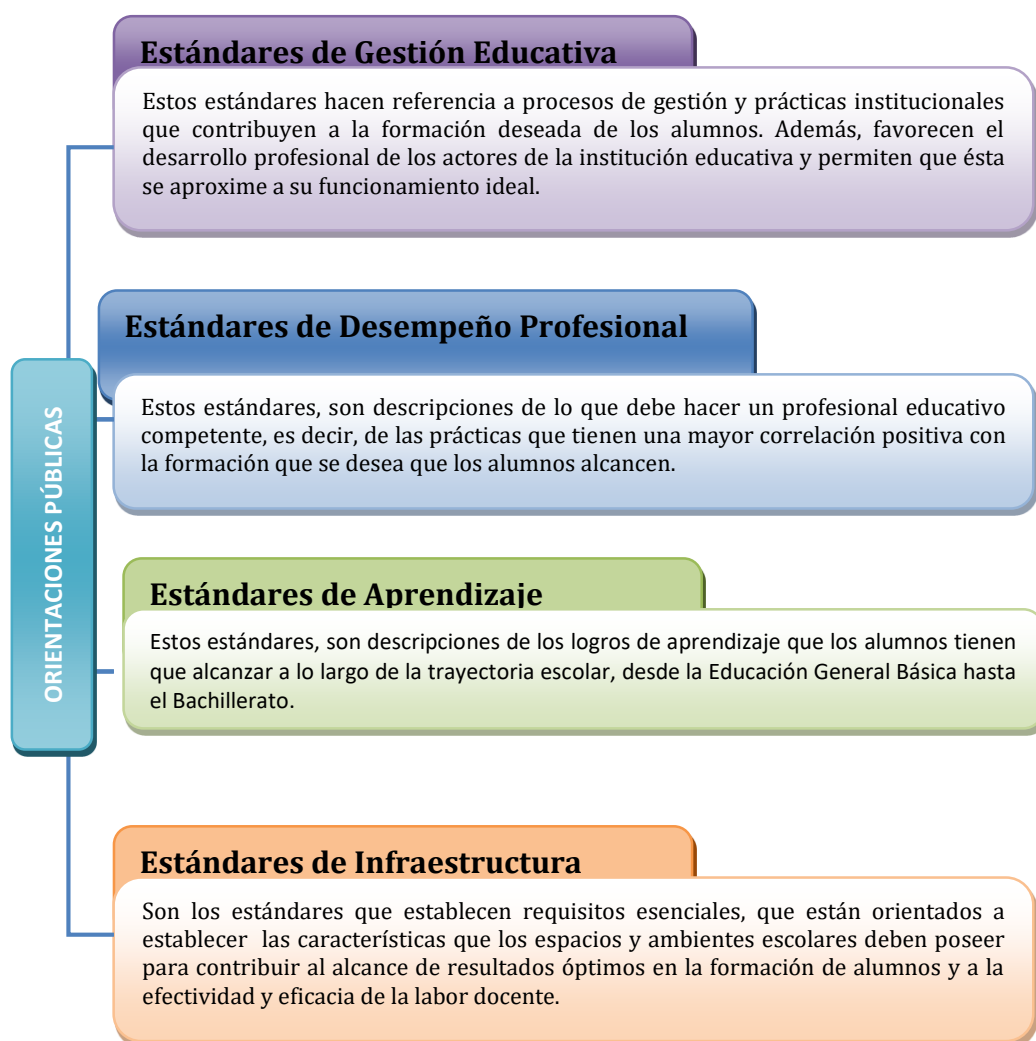 Estándares de Gestión Educativa
Estos estándares hacen referencia a procesos de gestión y prácticas institucionales
que contribuyen a la formación deseada de los alumnos. Además, favorecen el
desarrollo profesional de los actores de la institución educativa y permiten que ésta
se aproxime a su funcionamiento ideal.
Estándares de Desempeño Profesional
Estos estándares, son descripciones de lo que debe hacer un profesional educativo
competente, es decir, de las prácticas que tienen una mayor correlación positiva con
la formación que se desea que los alumnos alcancen.
ORIENTACIONES PÚBLICAS
Estándares de Aprendizaje
Estos estándares, son descripciones de los logros de aprendizaje que los alumnos tienen
que alcanzar a lo largo de la trayectoria escolar, desde la Educación General Básica hasta
el Bachillerato.
Estándares de Infraestructura
Son los estándares que establecen requisitos esenciales, que están orientados a
establecer las características que los espacios y ambientes escolares deben poseer
para contribuir al alcance de resultados óptimos en la formación de alumnos y a la
efectividad y eficacia de la labor docente.